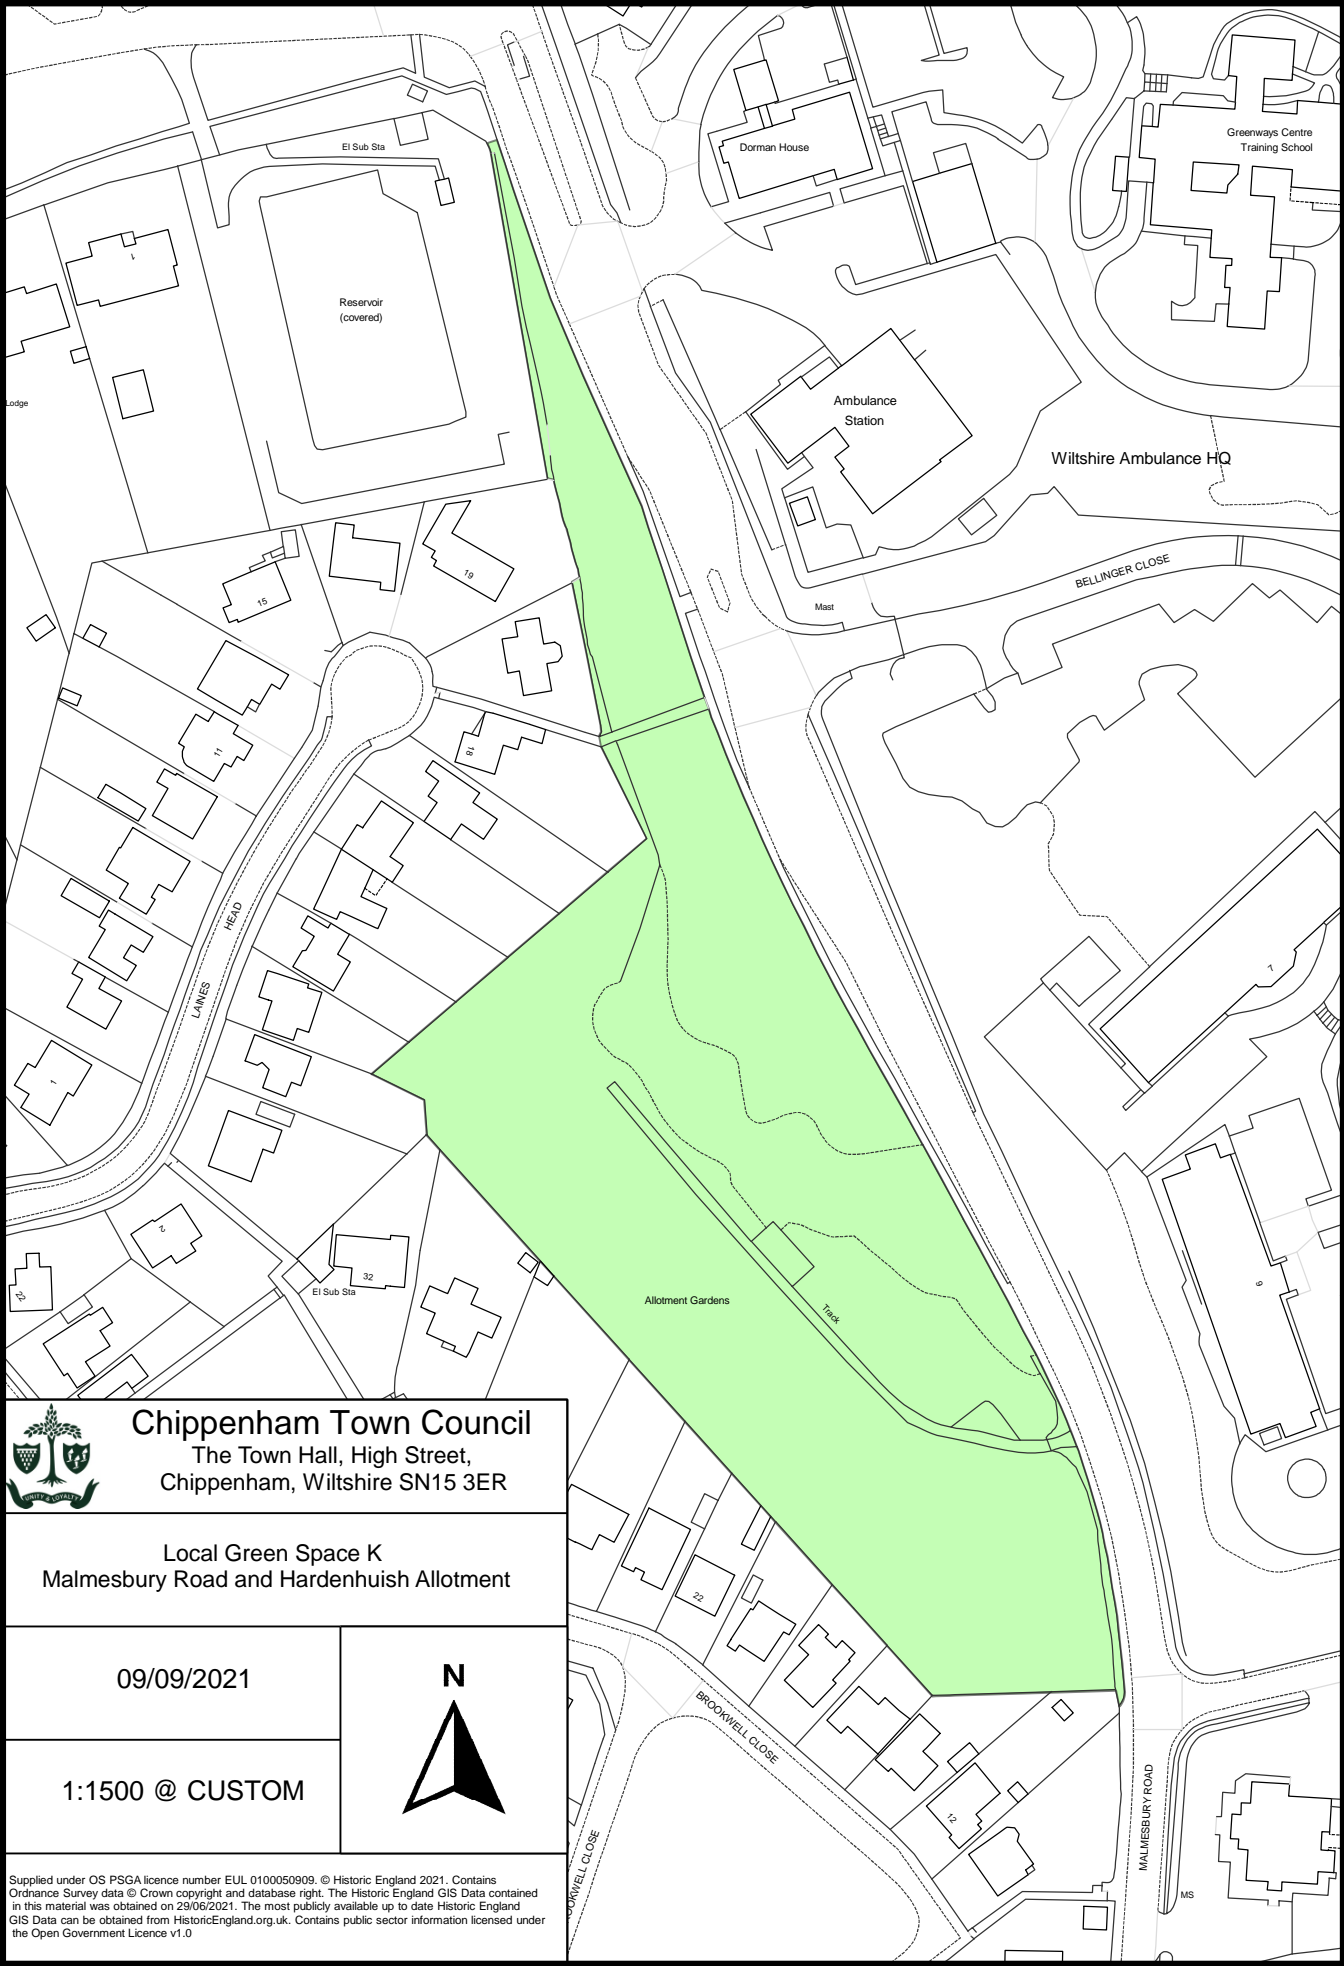 El Sub Sta
Dorman House
Greenways Centre
Training School
1
Reservoir
(covered)
Lodge
Ambulance
Station
Wiltshire Ambulance HQ
BELLINGER CLOSE
19
15
Mast
11
18
HEAD
LAINES
7
1
2
22
32
El Sub Sta
9
Allotment Gardens
Track
UNITY & LOYALTY
Chippenham Town Council
The Town Hall, High Street,
Chippenham, Wiltshire SN15 3ER
Local Green Space K
Malmesbury Road and Hardenhuish Allotment
22
09/09/2021
N
BROOKWELL CLOSE
1:1500 @ CUSTOM
12
MALMESBURY ROAD
OOKWELL CLOSE
MS
Supplied under OS PSGA licence number EUL 0100050909. © Historic England 2021. Contains
Ordnance Survey data © Crown copyright and database right. The Historic England GIS Data contained
in this material was obtained on 29/06/2021. The most publicly available up to date Historic England
GIS Data can be obtained from HistoricEngland.org.uk. Contains public sector information licensed under
the Open Government Licence v1.0